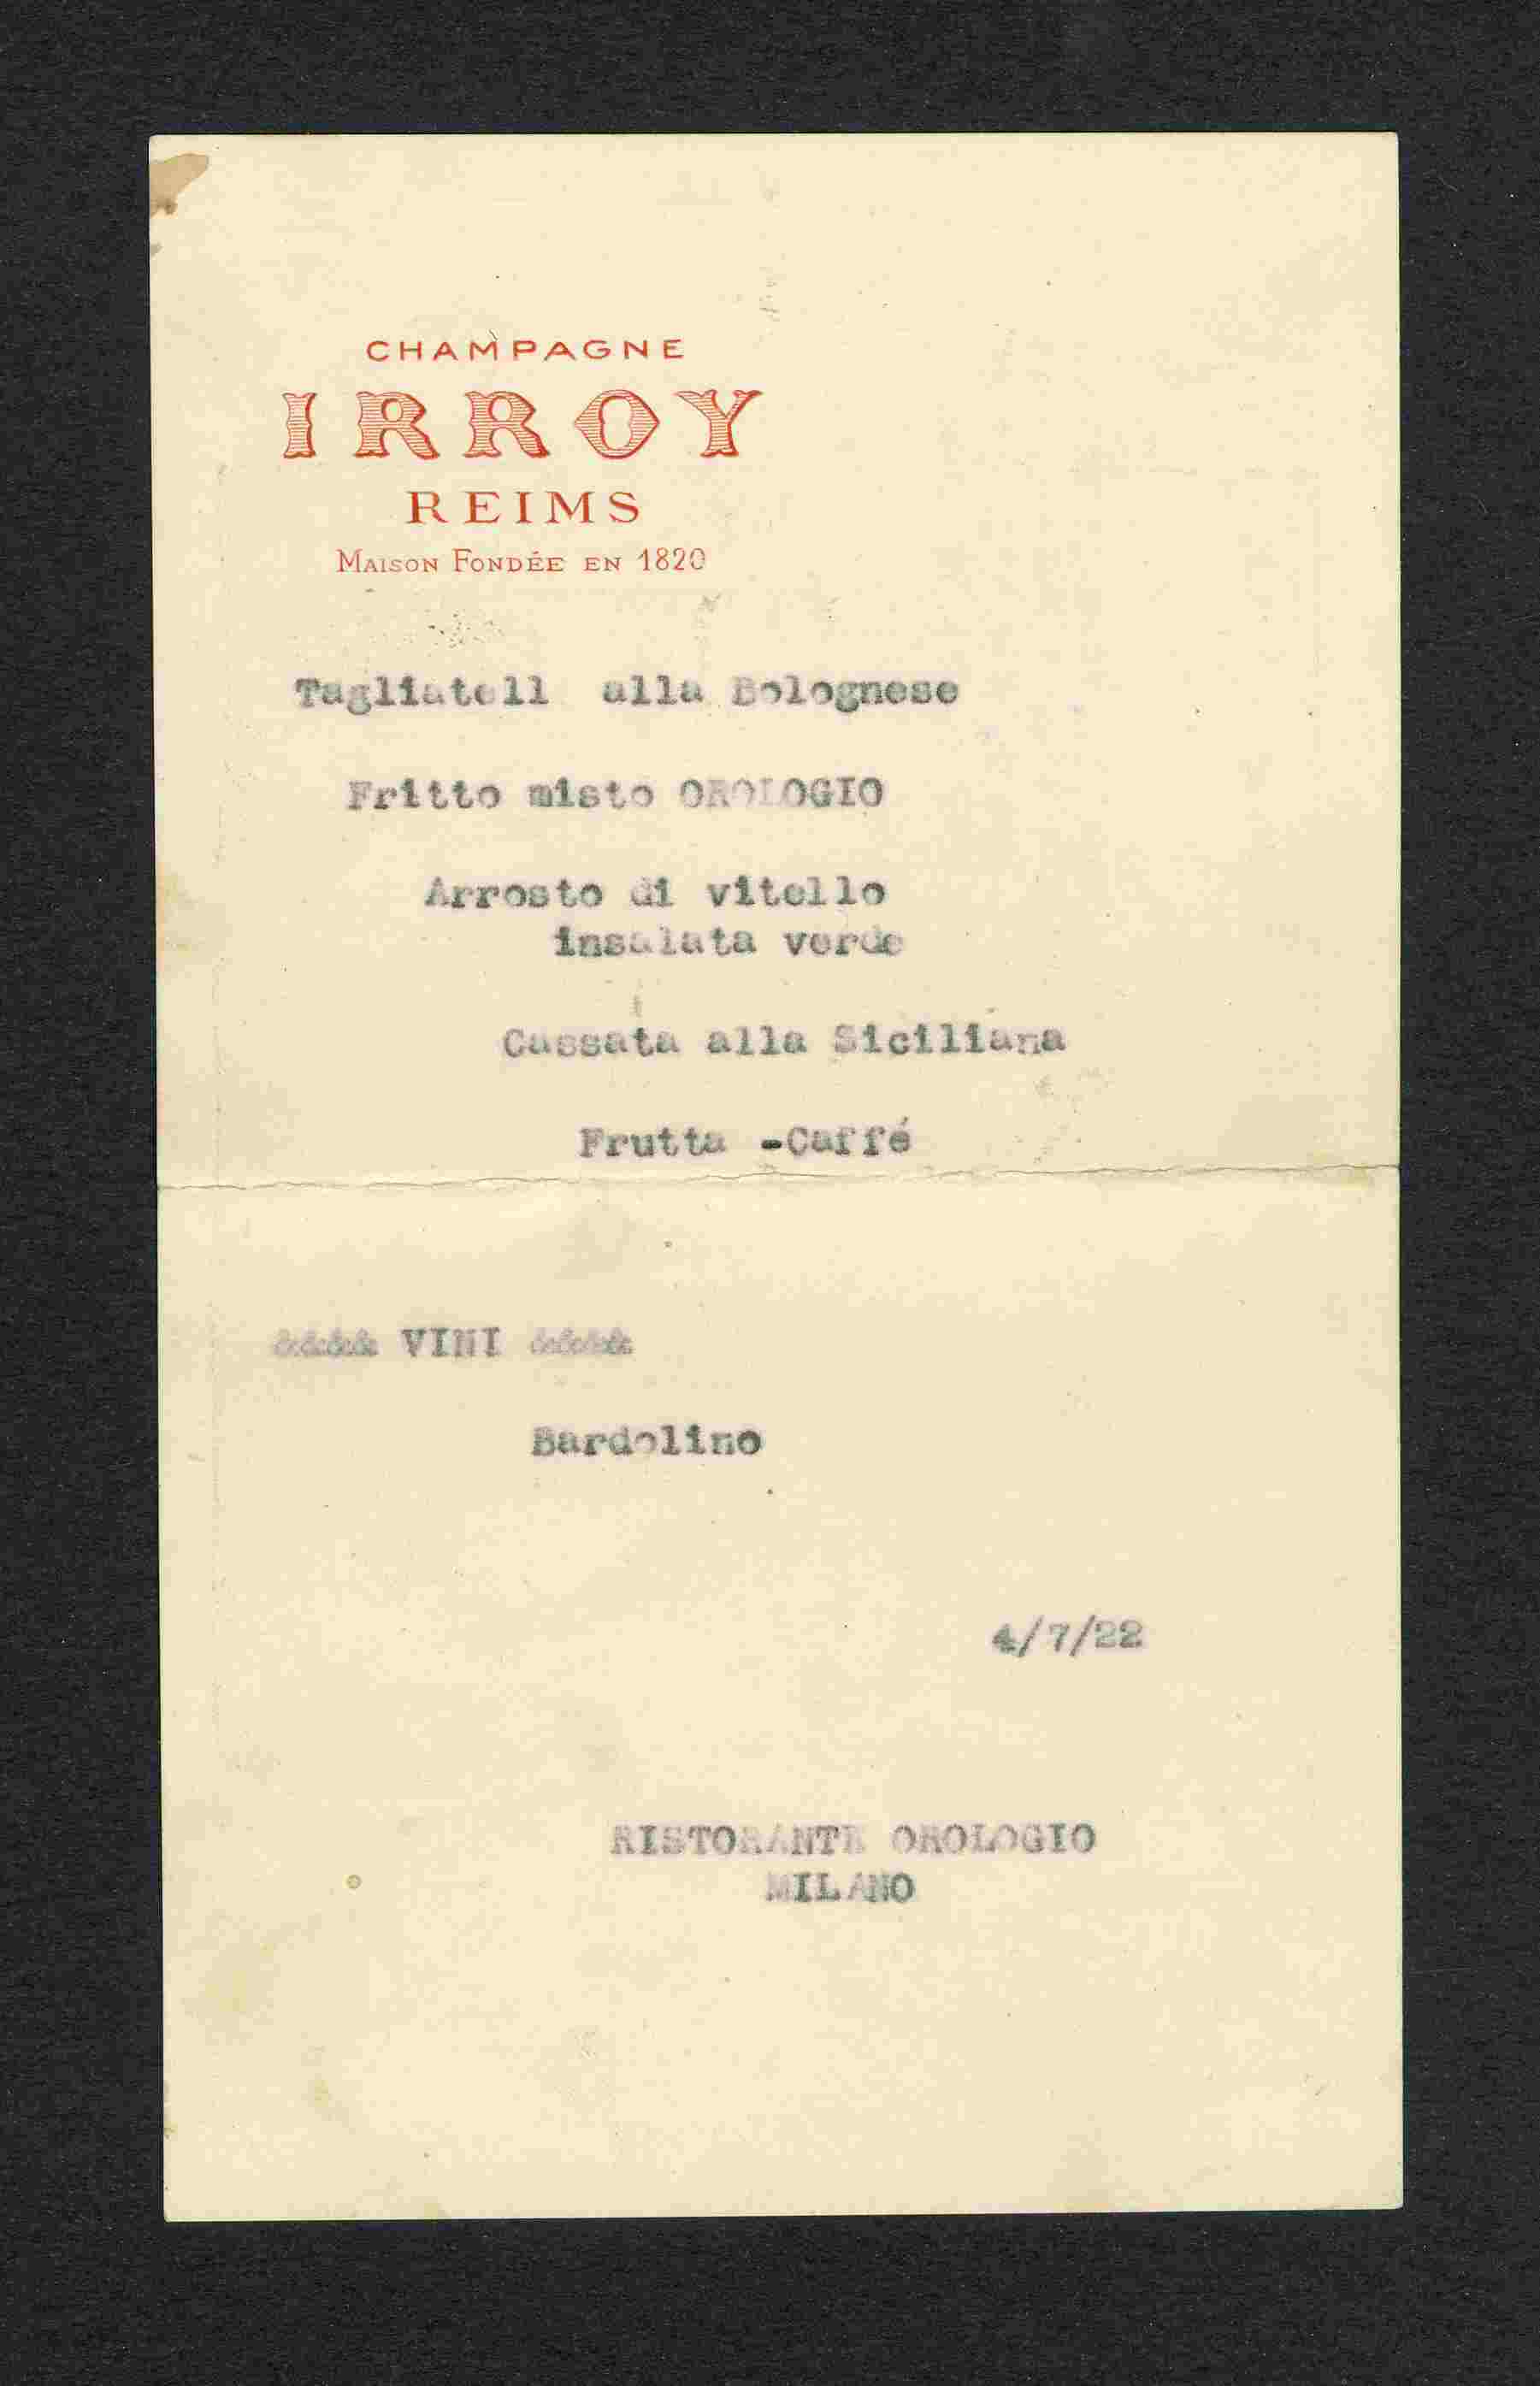 CHAMPAGNE
IRROY
REIMS
MAISON FONDÉE EN 1820
Tagliatell alla Bolognese
Fritto misto OROLOGIO
Arrosto di vitello
insalata verde
Cassata alla Siciliana
Frutta -Caffé
&&&& VINI &&&&
Bardolino
4/7/22
RISTORANTE OROLOGIO
MILANO